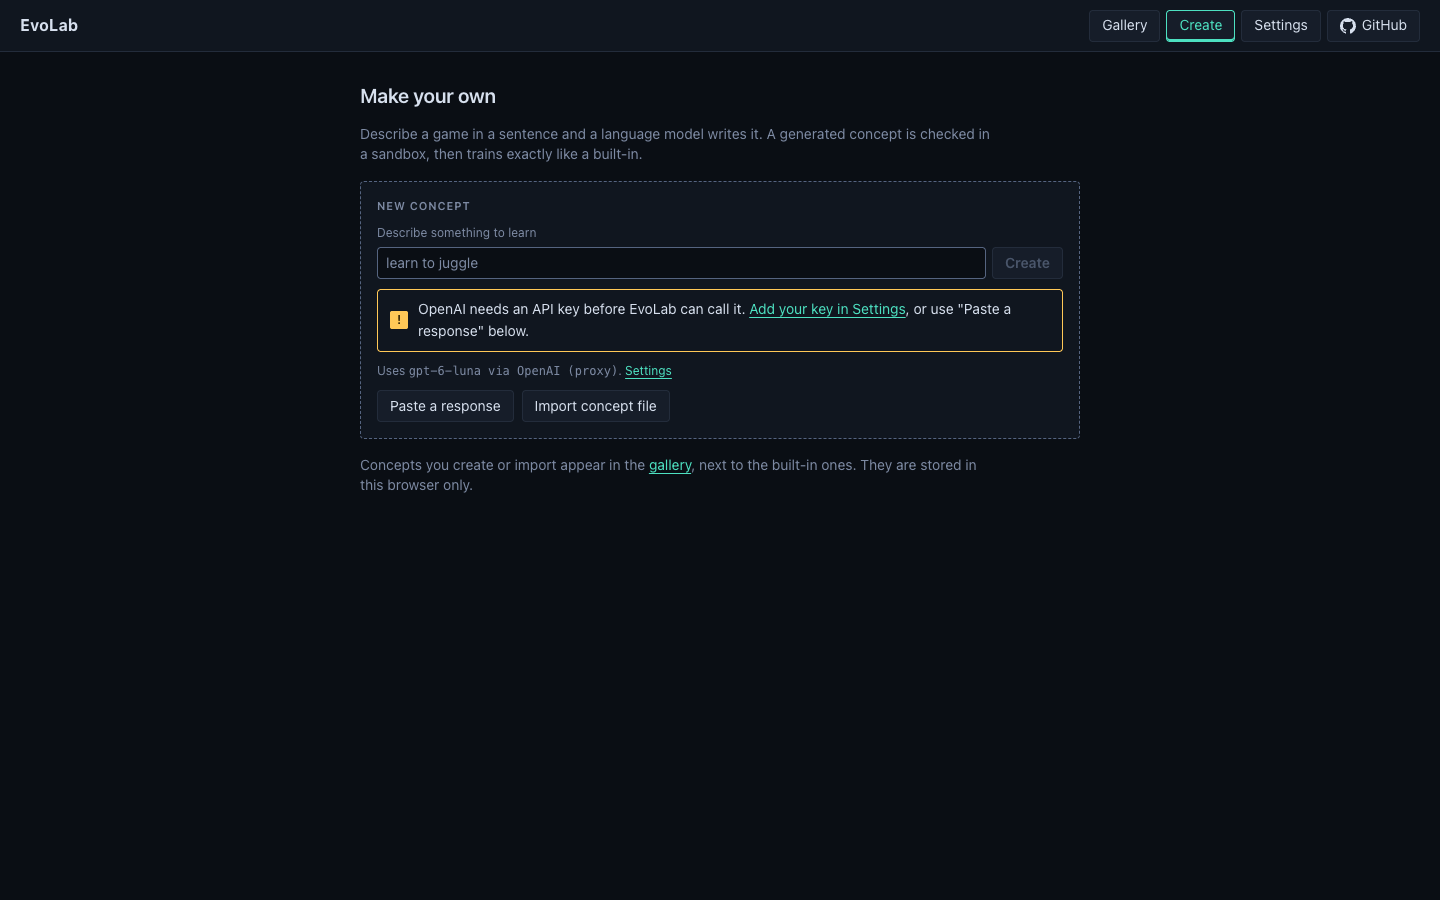 EvoLab
Gallery
Create
Settings
GitHub
Make your own
Describe a game in a sentence and a language model writes it. A generated concept is checked in
a sandbox, then trains exactly like a built-in.
NEW CONCEPT
Describe something to learn
learn to juggle
Create
! OpenAI needs an API key before EvoLab can call it. Add your key in Settings, or use "Paste a
response" below.
Uses gpt-6-luna via OpenAI (proxy). Settings
Paste a response
Import concept file
Concepts you create or import appear in the gallery, next to the built-in ones. They are stored in
this browser only.